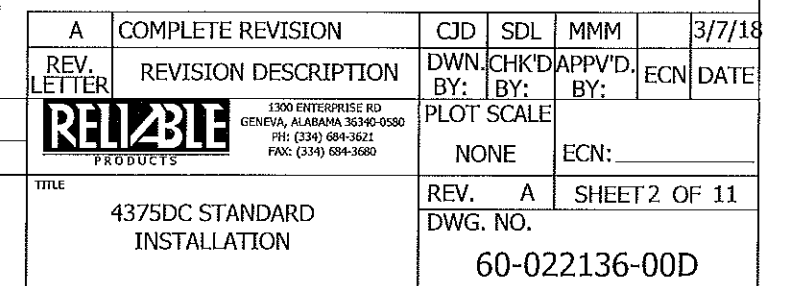 A COMPLETE REVISION CJD SDL MMM 3/7/18
REV. LETTER REVISION DESCRIPTION DWN. BY: CHK'D BY: APPV'D. BY: ECN DATE
RELIABLE
PRODUCTS
1300 ENTERPRISE RD
GENEVA, ALABAMA 36340-0580
PH: (334) 684-3621
FAX: (334) 684-3680
PLOT SCALE
NONE
ECN:
TITLE
4375DC STANDARD
INSTALLATION
REV. A
SHEET 2 OF 11
DWG. NO.
60-022136-00D